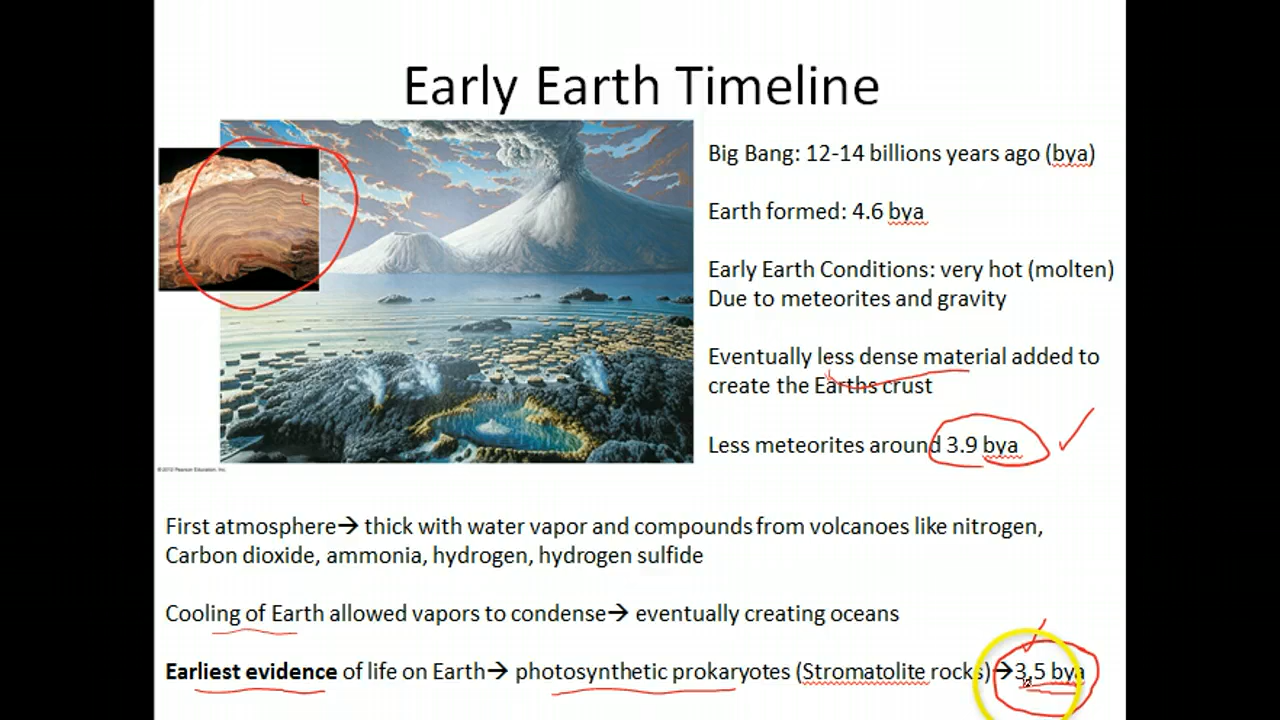 Early Earth Timeline
Big Bang: 12-14 billions years ago (bya)
Earth formed: 4.6 bya
Early Earth Conditions: very hot (molten)
Due to meteorites and gravity
Eventually less dense material added to
create the Earths crust
Less meteorites around 3.9 bya
© 2012 Pearson Education, Inc.
First atmosphere→ thick with water vapor and compounds from volcanoes like nitrogen,
Carbon dioxide, ammonia, hydrogen, hydrogen sulfide
Cooling of Earth allowed vapors to condense→ eventually creating oceans
Earliest evidence of life on Earth→ photosynthetic prokaryotes (Stromatolite rocks)→3.5 bya